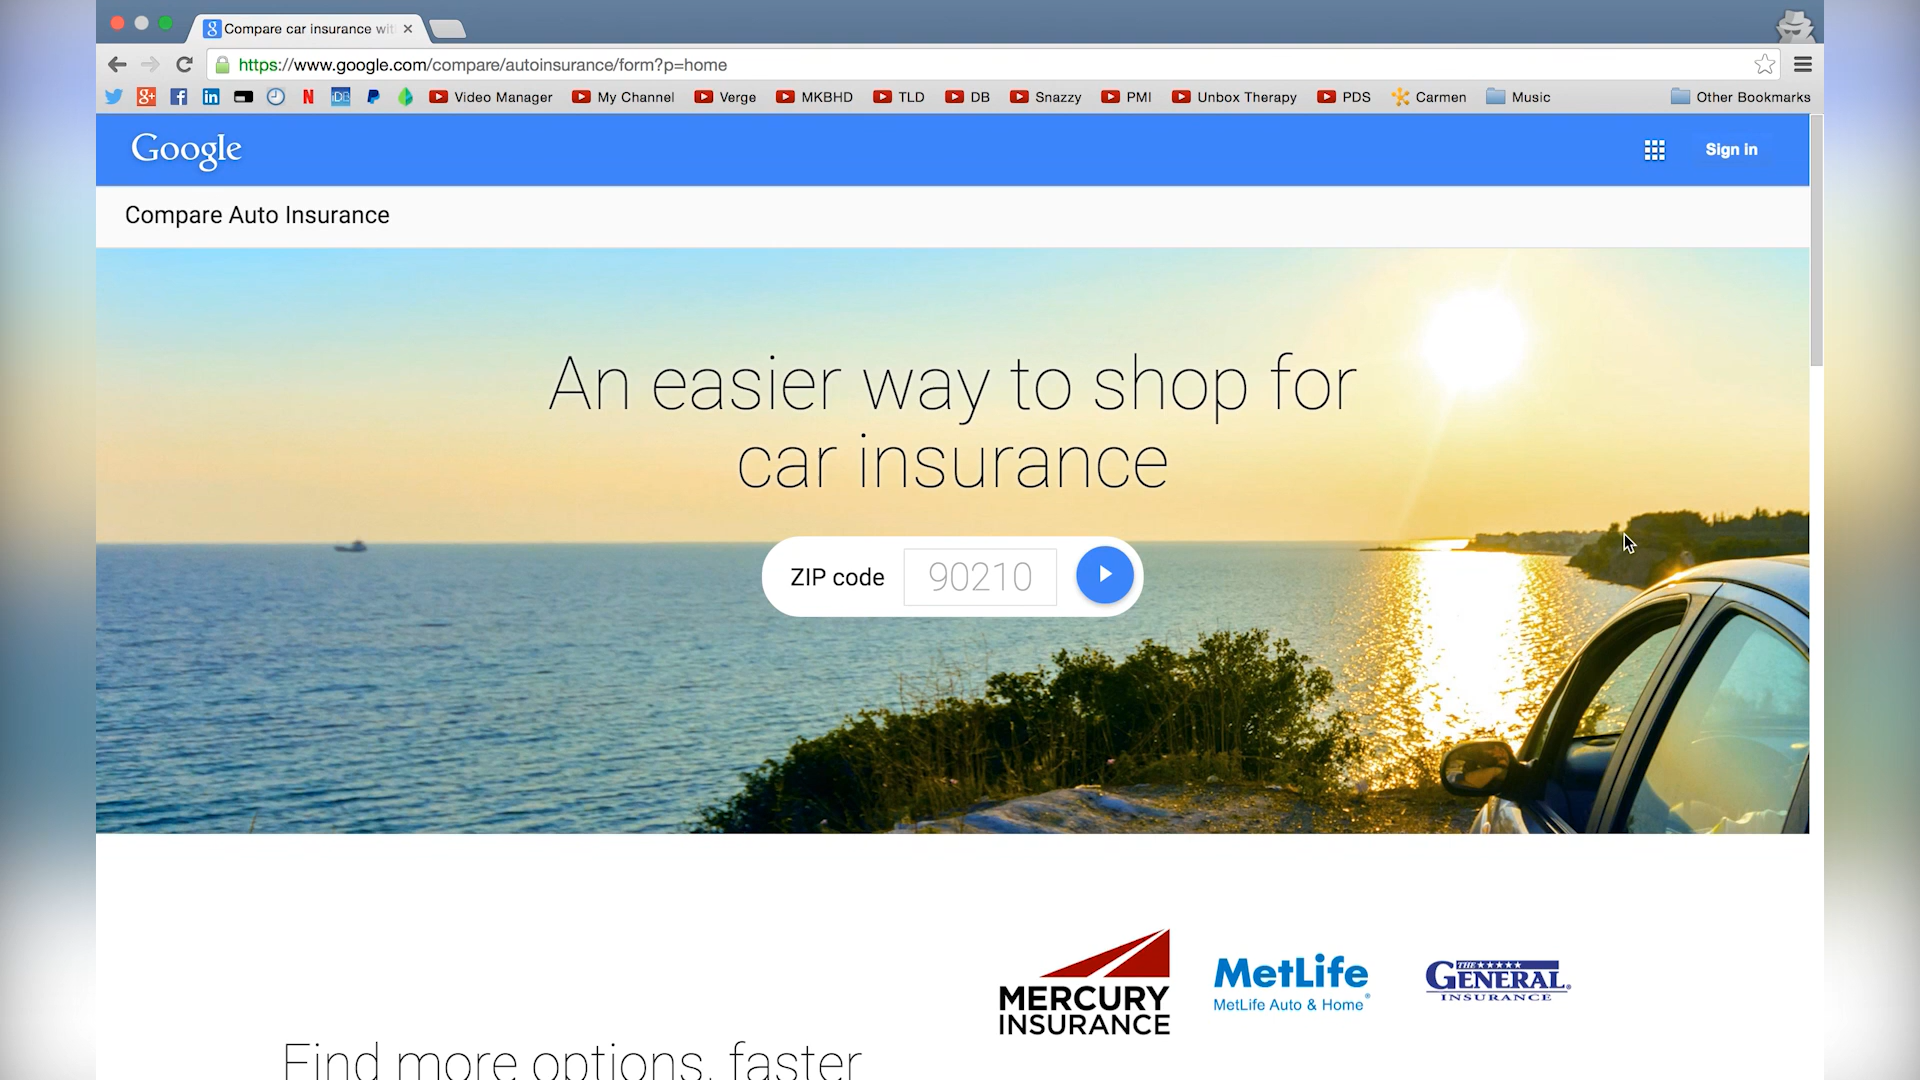 Compare car insurance wit
https://www.google.com/compare/autoinsurance/form?p=home
Video Manager My Channel Verge MKBHD TLD DB Snazzy PMI Unbox Therapy PDS Carmen Music Other Bookmarks
Google
Sign in
Compare Auto Insurance
An easier way to shop for
car insurance
ZIP code 90210
MERCURY
INSURANCE
MetLife
MetLife Auto & Home®
THE
GENERAL®
INSURANCE
Find more options, faster